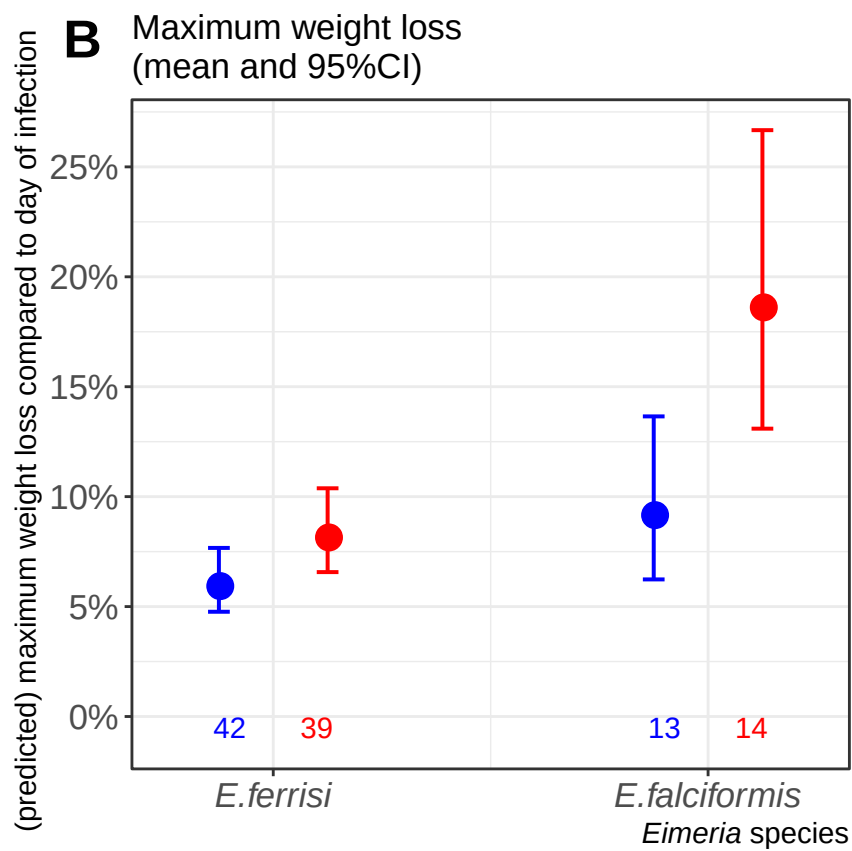 B
Maximum weight loss
(mean and 95%CI)
(predicted) maximum weight loss compared to day of infection
25%
20%
15%
10%
5%
0%
42 39 13 14
E.ferrisi E.falciformis
Eimeria species